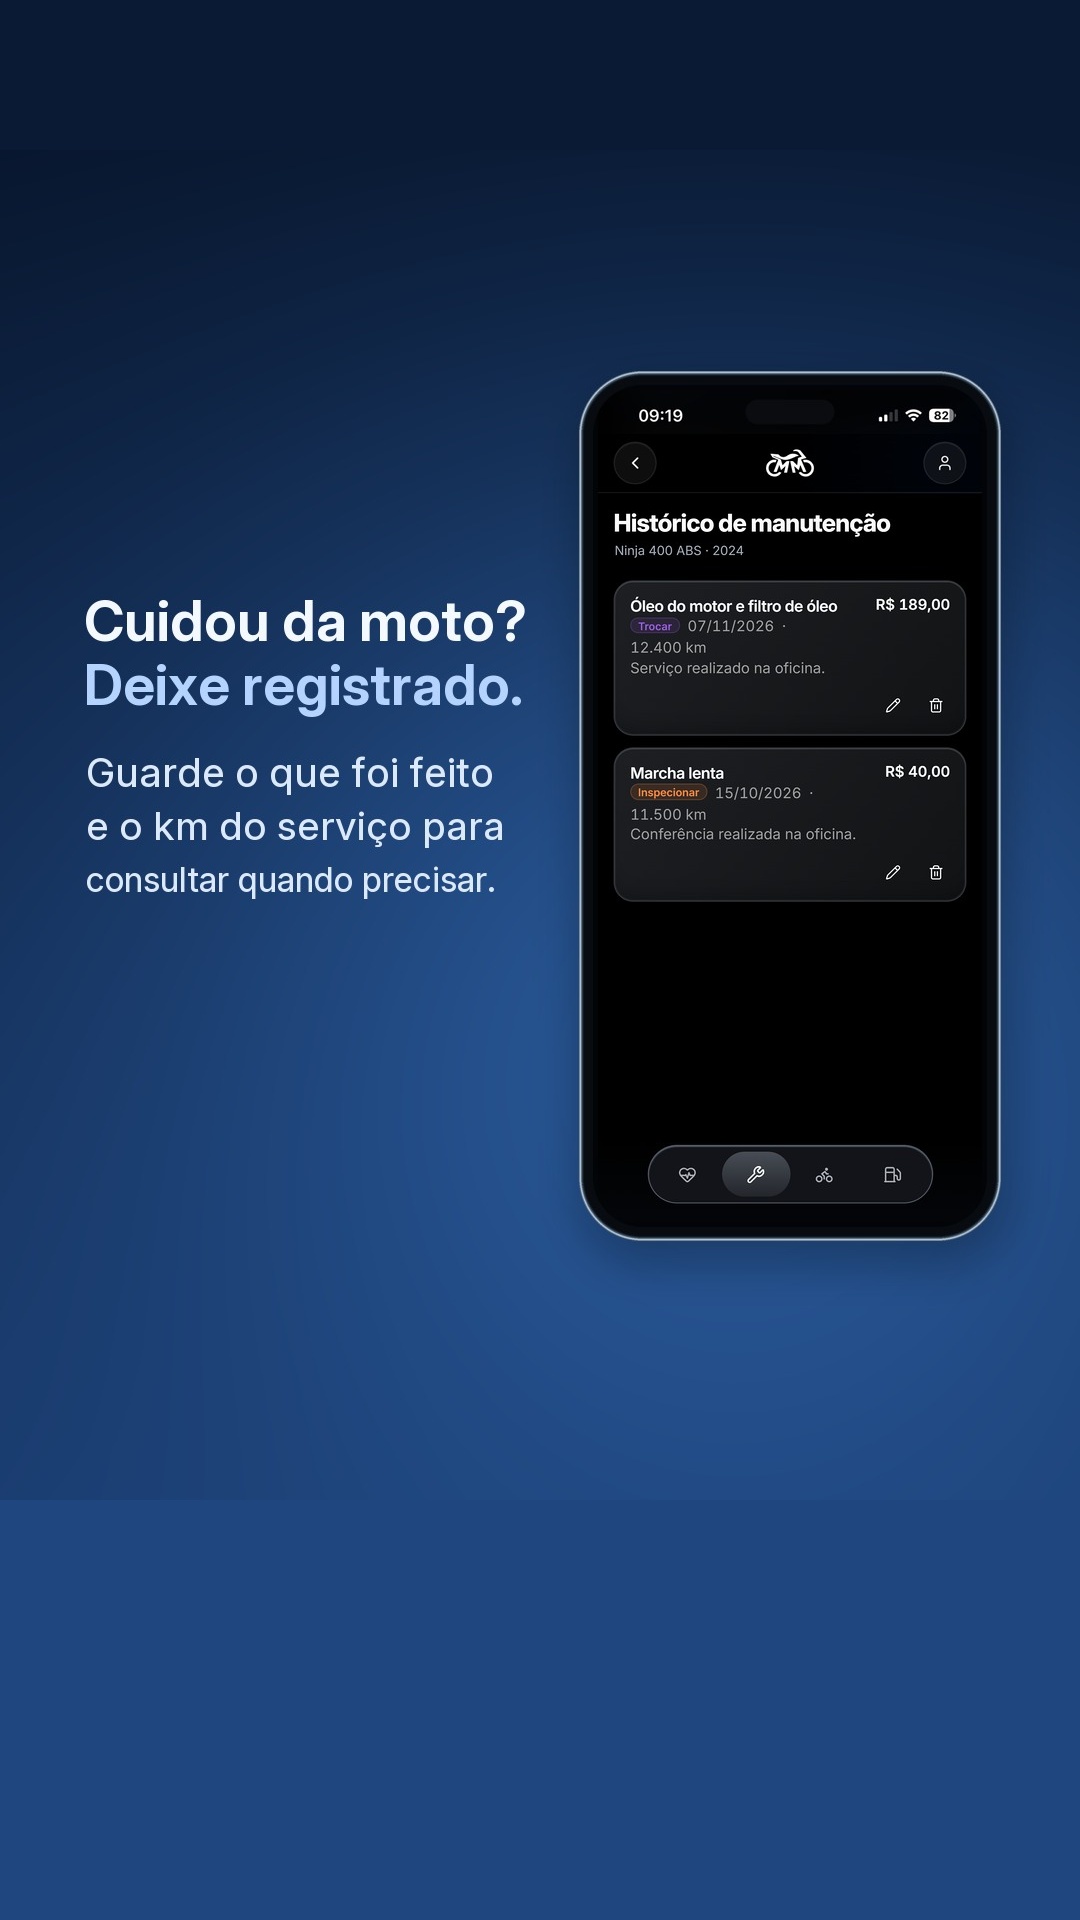 Cuidou da moto?
Deixe registrado.
Guarde o que foi feito
e o km do serviço para
consultar quando precisar.
09:19
82
MM
Histórico de manutenção
Ninja 400 ABS · 2024
Óleo do motor e filtro de óleo R$ 189,00
Trocar 07/11/2026 ·
12.400 km
Serviço realizado na oficina.
Marcha lenta R$ 40,00
Inspecionar 15/10/2026 ·
11.500 km
Conferência realizada na oficina.